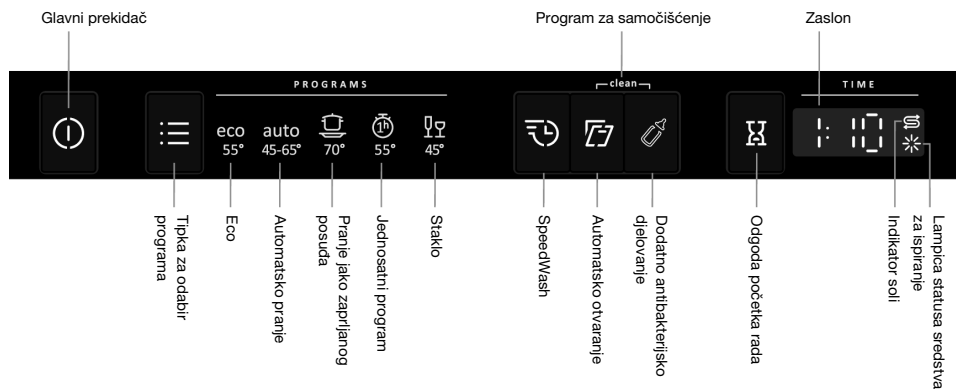 Glavni prekidač
Program za samočišćenje
Zaslon
PROGRAMS
clean
TIME
eco
55°
auto
45-65°
70°
1h
55°
45°
1:10
Tipka za odabir
programa
Eco
Automatsko pranje
Pranje jako zaprljanog
posuđa
Jednosatni program
Staklo
SpeedWash
Automatsko otvaranje
Dodatno antibakterijsko
djelovanje
Odgoda početka rada
Indikator soli
Lampica statusa sredstva
za ispiranje